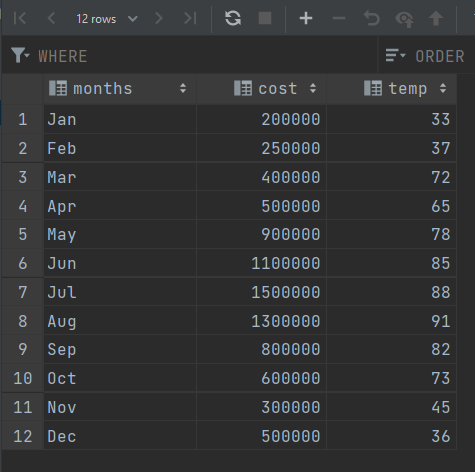 12 rows
WHERE ORDER
months cost temp
1 Jan 200000 33
2 Feb 250000 37
3 Mar 400000 72
4 Apr 500000 65
5 May 900000 78
6 Jun 1100000 85
7 Jul 1500000 88
8 Aug 1300000 91
9 Sep 800000 82
10 Oct 600000 73
11 Nov 300000 45
12 Dec 500000 36